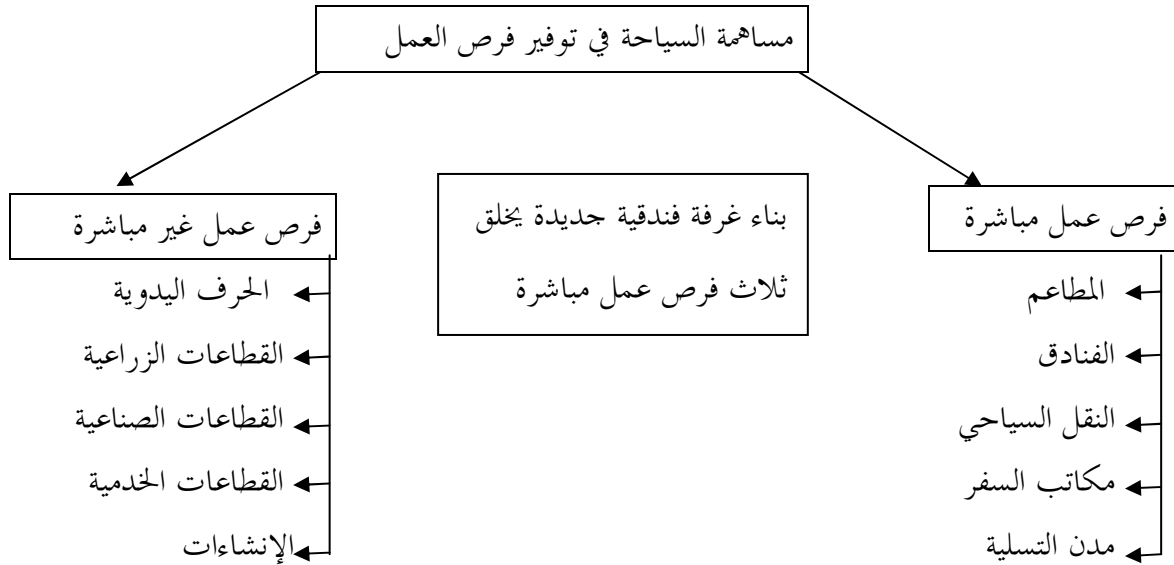 مساهمة السياحة في توفير فرص العمل
فرص عمل مباشرة
المطاعم
الفنادق
النقل السياحي
مكاتب السفر
مدن التسلية
بناء غرفة فندقية جديدة يخلق
ثلاث فرص عمل مباشرة
فرص عمل غير مباشرة
الحرف اليدوية
القطاعات الزراعية
القطاعات الصناعية
القطاعات الخدمية
الإنشاءات